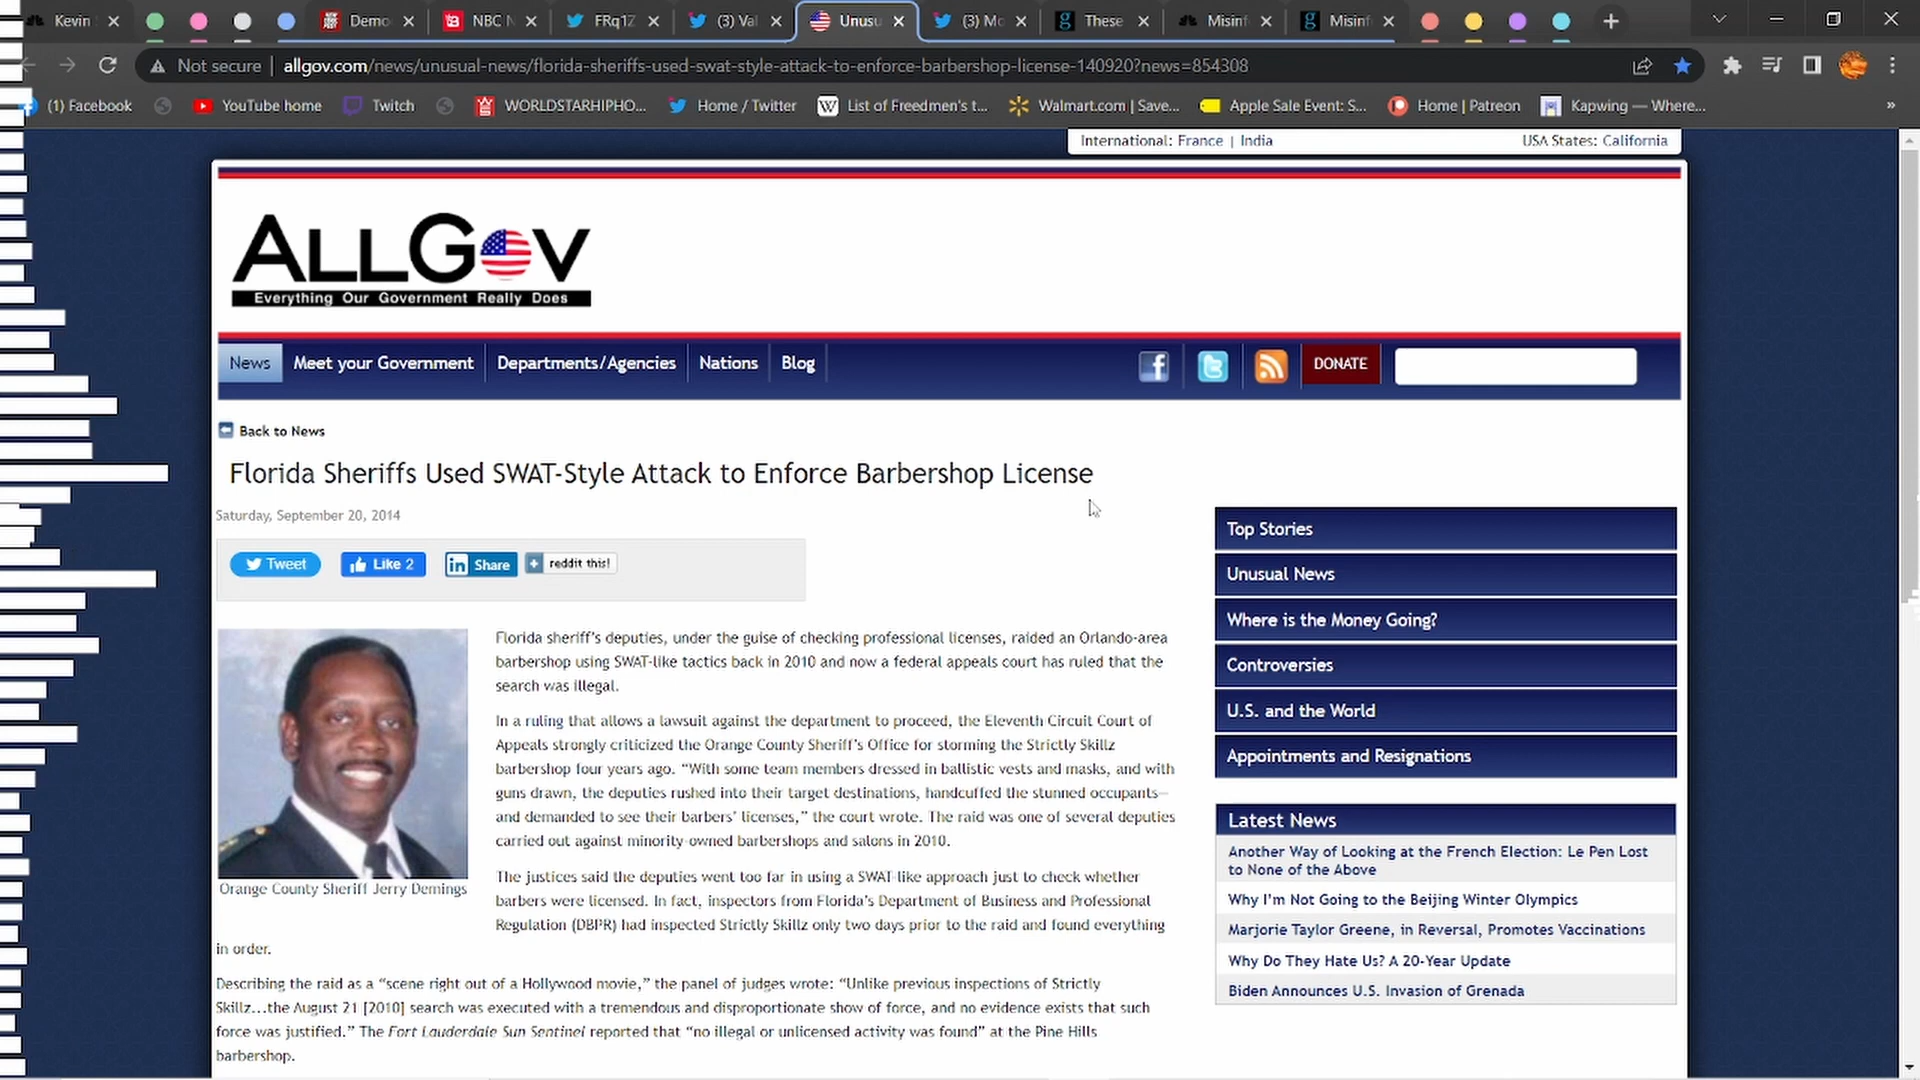 Kevin
Demo
NBC N
FRq1Z
(3) Val
Unusu
(3) Mo
These
Misinf
Misinf
Not secure
allgov.com/news/unusual-news/florida-sheriffs-used-swat-style-attack-to-enforce-barbershop-license-140920?news=854308
(1) Facebook
YouTube home
Twitch
WORLDSTARHIPHO...
Home / Twitter
List of Freedmen's t...
Walmart.com | Save...
Apple Sale Event: S...
Home | Patreon
Kapwing — Where...
»
International: France | India
USA States: California
ALLGOV
Everything Our Government Really Does
News
Meet your Government
Departments/Agencies
Nations
Blog
DONATE
Back to News
Florida Sheriffs Used SWAT-Style Attack to Enforce Barbershop License
Saturday, September 20, 2014
Tweet
Like 2
in Share
reddit this!
Florida sheriff's deputies, under the guise of checking professional licenses, raided an Orlando-area
barbershop using SWAT-like tactics back in 2010 and now a federal appeals court has ruled that the
search was illegal.
In a ruling that allows a lawsuit against the department to proceed, the Eleventh Circuit Court of
Appeals strongly criticized the Orange County Sheriff's Office for storming the Strictly Skillz
barbershop four years ago. “With some team members dressed in ballistic vests and masks, and with
guns drawn, the deputies rushed into their target destinations, handcuffed the stunned occupants—
and demanded to see their barbers' licenses,” the court wrote. The raid was one of several deputies
carried out against minority-owned barbershops and salons in 2010.
Orange County Sheriff Jerry Demings
The justices said the deputies went too far in using a SWAT-like approach just to check whether
barbers were licensed. In fact, inspectors from Florida's Department of Business and Professional
Regulation (DBPR) had inspected Strictly Skillz only two days prior to the raid and found everything
in order.
Describing the raid as a “scene right out of a Hollywood movie,” the panel of judges wrote: “Unlike previous inspections of Strictly
Skillz...the August 21 [2010] search was executed with a tremendous and disproportionate show of force, and no evidence exists that such
force was justified.” The Fort Lauderdale Sun Sentinel reported that “no illegal or unlicensed activity was found” at the Pine Hills
barbershop.
Top Stories
Unusual News
Where is the Money Going?
Controversies
U.S. and the World
Appointments and Resignations
Latest News
Another Way of Looking at the French Election: Le Pen Lost
to None of the Above
Why I'm Not Going to the Beijing Winter Olympics
Marjorie Taylor Greene, in Reversal, Promotes Vaccinations
Why Do They Hate Us? A 20-Year Update
Biden Announces U.S. Invasion of Grenada